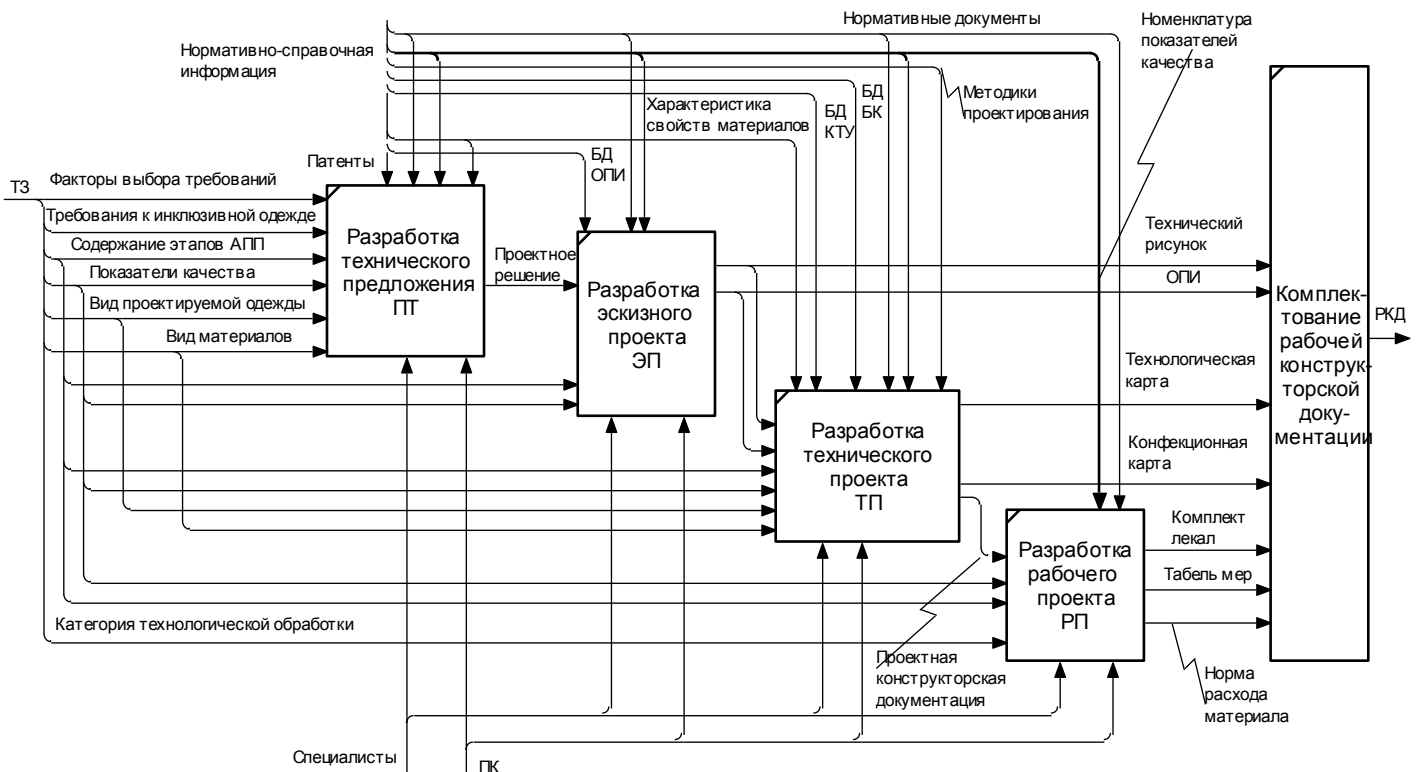 Нормативные документы
Номенклатура
показателей
качества
Нормативно-справочная
информация
Методики
проектирования
Характеристика
свойств материалов
БД
КТУ
БД
БК
Патенты
БД
ОПИ
ТЗ
Факторы выбора требований
Требования к инклюзивной одежде
Содержание этапов АПП
Показатели качества
Вид проектируемой одежды
Вид материалов
Разработка
технического
предложения
ПТ
Проектное
решение
Разработка
эскизного
проекта
ЭП
Технический
рисунок
ОПИ
Комплек-
тование
рабочей
конструк-
торской
доку-
ментации
РКД
Технологическая
карта
Разработка
технического
проекта
ТП
Конфекционная
карта
Разработка
рабочего
проекта
РП
Комплект
лекал
Табель мер
Категория технологической обработки
Проектная
конструкторская
документация
Норма
расхода
материала
Специалисты
ПК